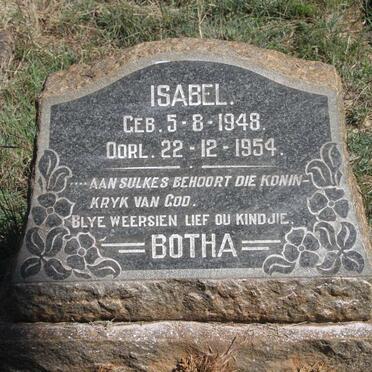 ISABEL.
GEB. 5-8-1948.
OORL. 22-12-1954.
....AAN SULKES BEHOORT DIE KONIN-
KRYK VAN GOD.
BLYE WEERSIEN LIEF OU KINDJIE.
BOTHA